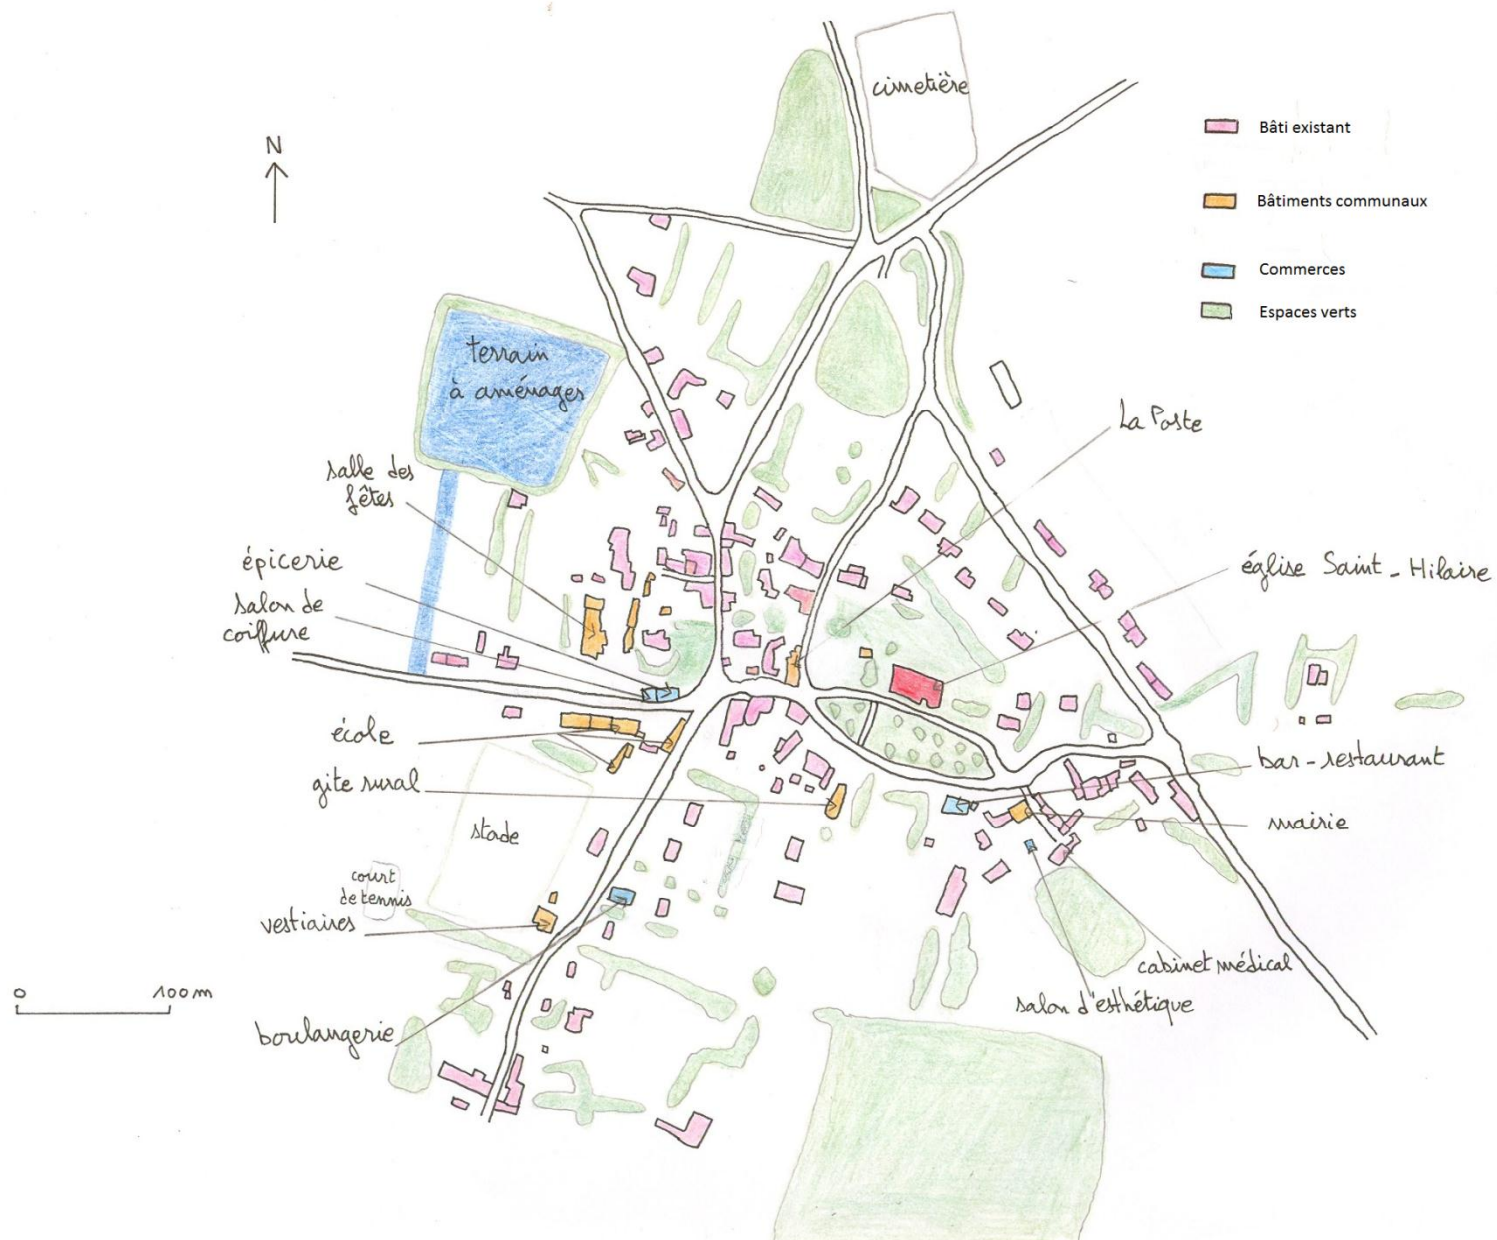 cimetière
N
Bâti existant
Bâtiments communaux
Commerces
Espaces verts
terrain
à aménages
La Poste
salle des
fêtes
épicerie
salon de
coiffure
église Saint-Hilaire
école
gite rural
stade
bar-restaurant
mairie
court
de tennis
vestiaires
cabinet médical
salon d'esthétique
0 100m
boulangerie